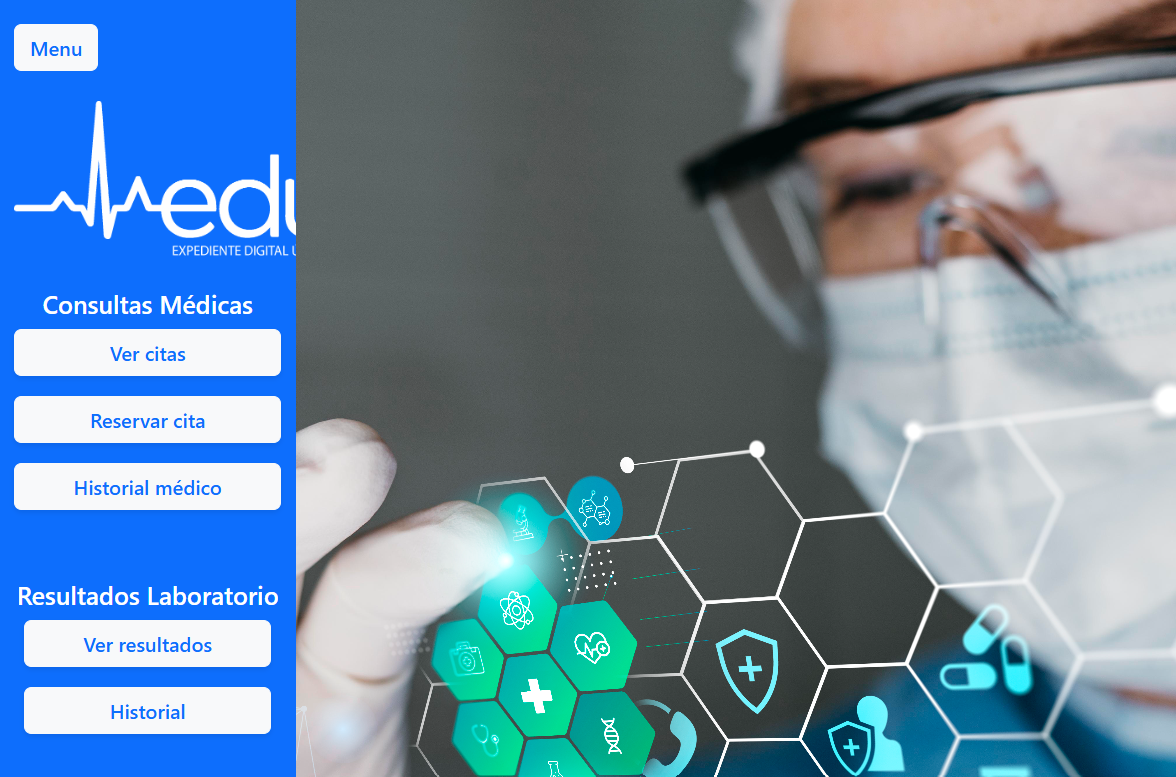 Menu
edu
EXPEDIENTE DIGITAL U
Consultas Médicas
Ver citas
Reservar cita
Historial médico
Resultados Laboratorio
Ver resultados
Historial